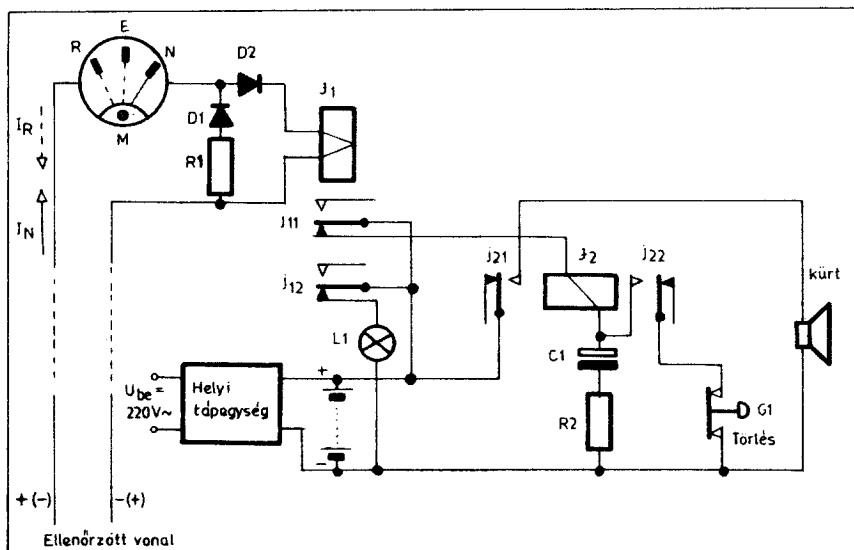 E
R
N
D2
J1
D1
M
IR
R1
IN
j11
j21
J2
j22
kürt
j12
L1
C1
+
Ube =
220V~
Helyi
tápegység
R2
G1
Törlés
-
+ (-)
-(+)
Ellenőrzött vonal